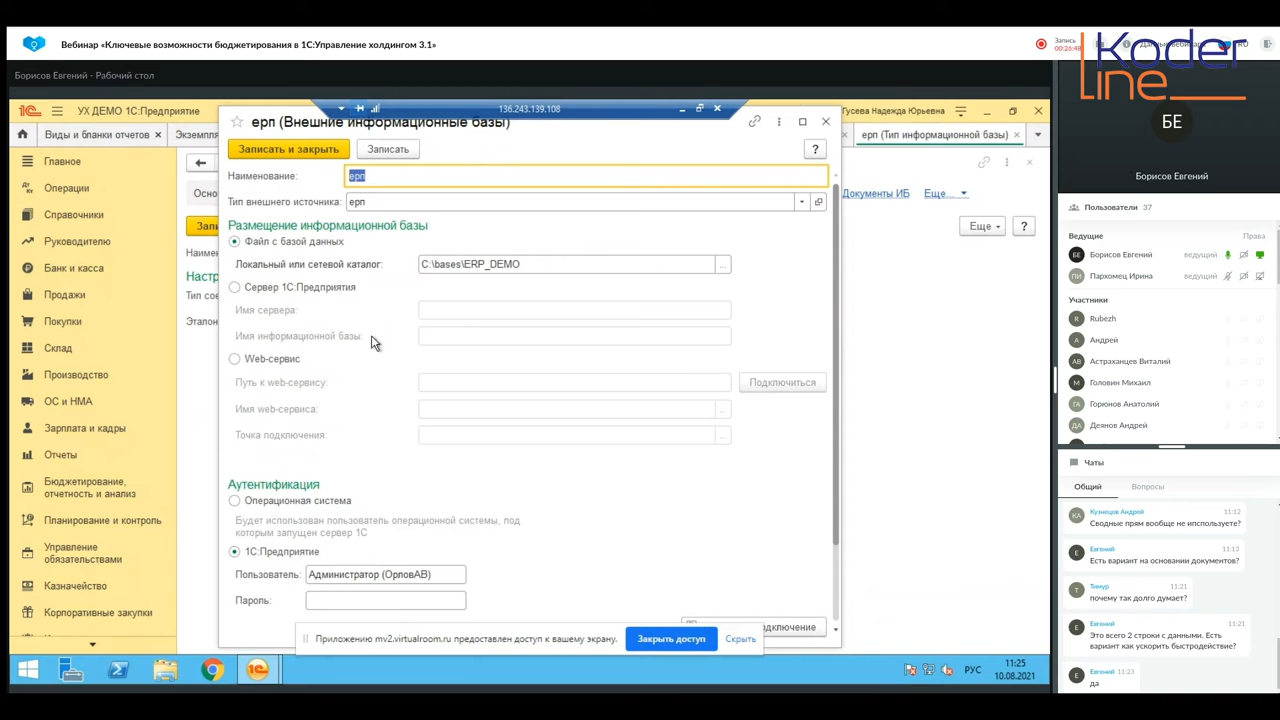 Вебинар «Ключевые возможности бюджетирования в 1С:Управление холдингом 3.1»
Запись
00:26:48
RU
Koder
line
Борисов Евгений - Рабочий стол
136.243.139.108
УХ ДЕМО 1С:Предприятие
Гусева Надежда Юрьевна
Виды и бланки отчетов
ерп (Внешние информационные базы)
ерп (Тип информационной базы)
Записать и закрыть
Записать
?
Наименование: ерп
Тип внешнего источника: ерп
Документы ИБ
Еще...
Еще
?
Размещение информационной базы
Файл с базой данных
Локальный или сетевой каталог: C:\bases\ERP_DEMO
...
Сервер 1С:Предприятия
Имя сервера:
Имя информационной базы:
Web-сервис
Путь к web-сервису:
Подключиться
Имя web-сервиса:
Точка подключения:
Аутентификация
Операционная система
Будет использован пользователь операционной системы, под
которым запущен сервер 1С
1С:Предприятие
Пользователь: Администратор (ОрловАВ)
Пароль:
Главное
Операции
Справочники
Руководителю
Банк и касса
Продажи
Покупки
Склад
Производство
ОС и НМА
Зарплата и кадры
Отчеты
Бюджетирование,
отчетность и анализ
Планирование и контроль
Управление
обязательствами
Казначейство
Корпоративные закупки
Приложению mv2.virtualroom.ru предоставлен доступ к вашему экрану.
Закрыть доступ
Скрыть
РУС
11:25
10.08.2021
БЕ
Борисов Евгений
Пользователи 37
Ведущие
Права
БЕ Борисов Евгений ведущий
ПИ Пархомец Ирина ведущий
Участники
R Rubezh
А Андрей
АВ Астраханцев Виталий
ГМ Головин Михаил
ГА Горюнов Анатолий
ДА Деянов Андрей
Чаты
Общий
Вопросы
КА Кузнецов Андрей 11:12
Сводные прям вообще не используете?
Е Евгений 11:13
Есть вариант на основании документов?
Т Тимур 11:21
почему так долго думает?
Е Евгений 11:21
Это всего 2 строки с данными. Есть
вариант как ускорить быстродействие?
Е Евгений 11:23
да